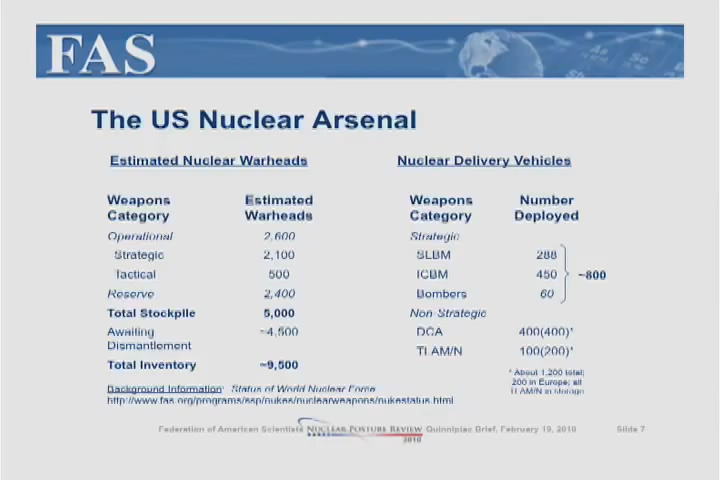 FAS
The US Nuclear Arsenal
Estimated Nuclear Warheads
Weapons Category Estimated Warheads
Operational 2,600
Strategic 2,100
Tactical 500
Reserve 2,400
Total Stockpile 5,000
Awaiting Dismantlement ~4,500
Total Inventory ~9,500
Nuclear Delivery Vehicles
Weapons Category Number Deployed
Strategic
SLBM 288
ICBM 450
Bombers 60
~800
Non-Strategic
DCA 400(400)*
TLAM/N 100(200)*
* About 1,200 total;
200 in Europe; all
TLAM/N in storage
Background Information: Status of World Nuclear Force
http://www.fas.org/programs/ssp/nukes/nuclearweapons/nukestatus.html
Federation of American Scientists NUCLEAR POSTURE REVIEW 2010 Quinnipiac Brief, February 19, 2010 Slide 7